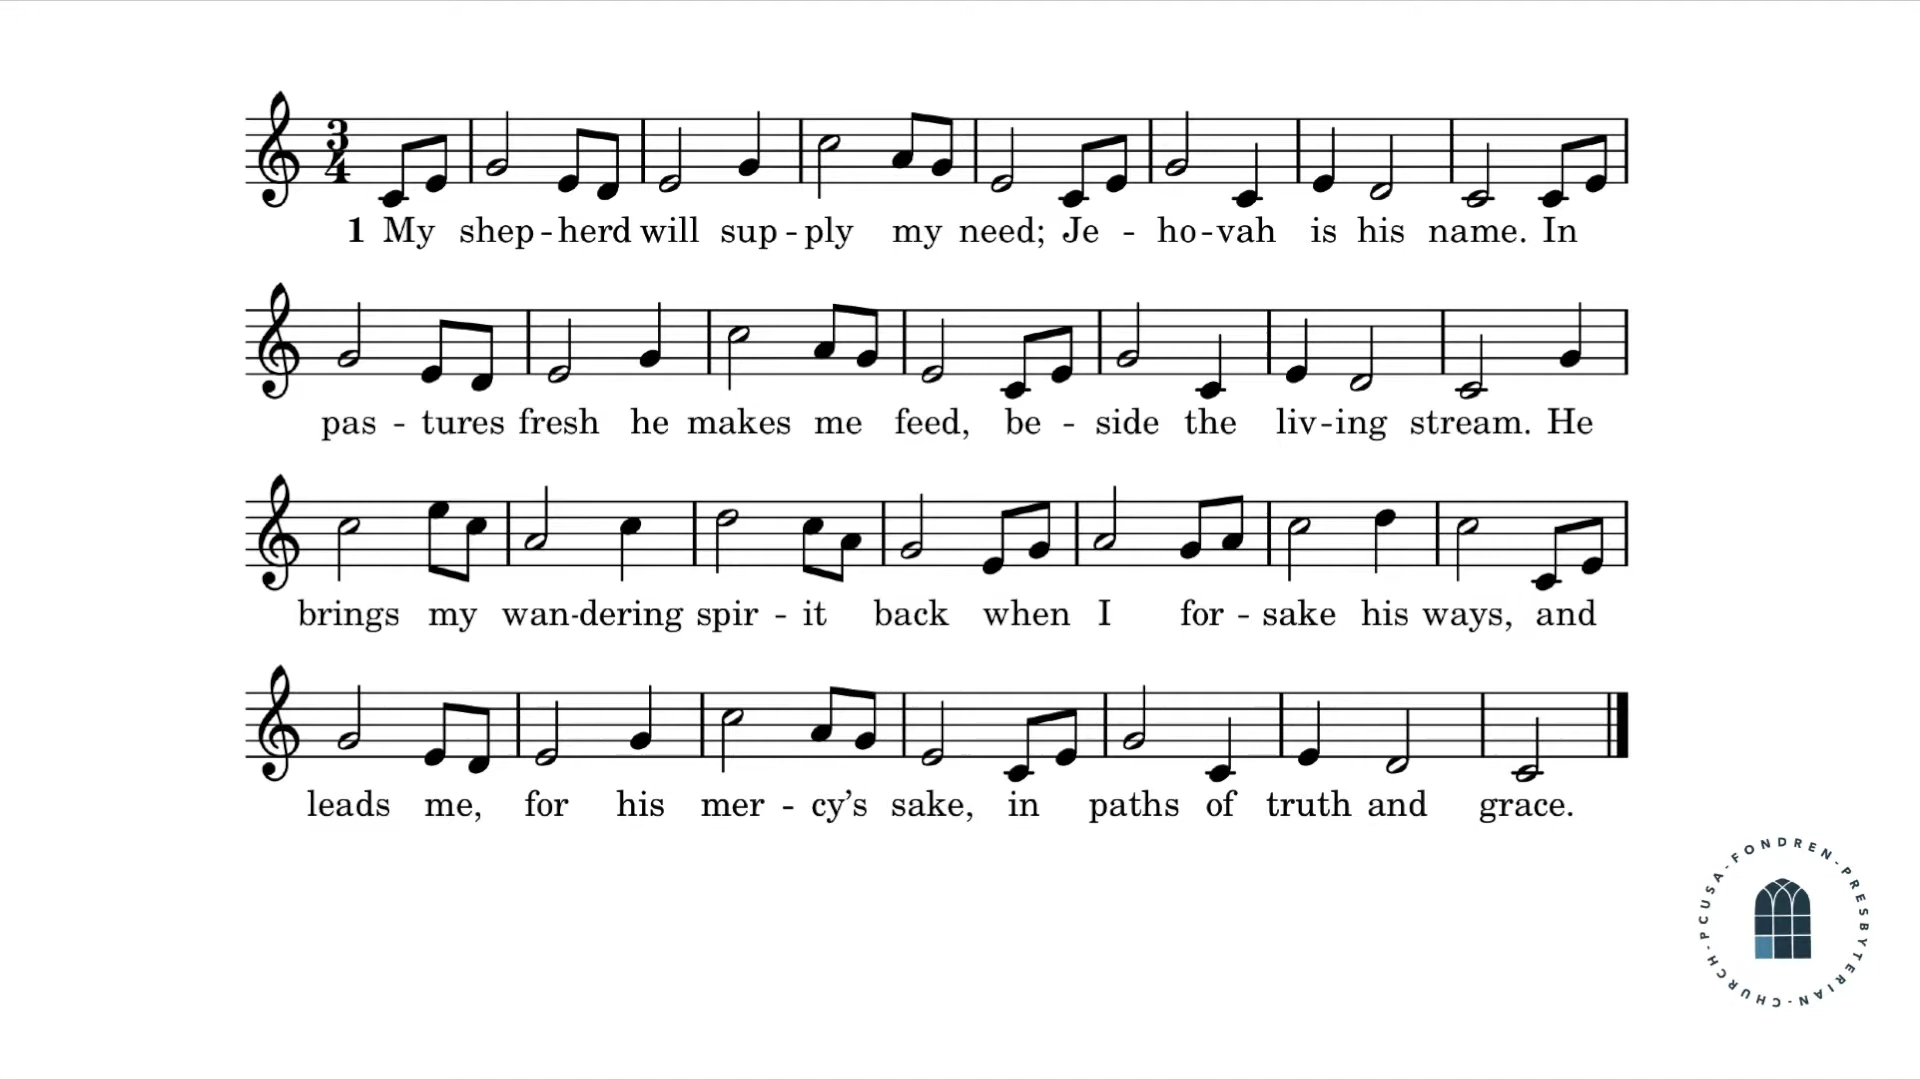 3
4
1 My shep - herd will sup - ply my need; Je - ho - vah is his name. In
pas - tures fresh he makes me feed, be - side the liv - ing stream. He
brings my wan - dering spir - it back when I for - sake his ways, and
leads me, for his mer - cy’s sake, in paths of truth and grace.
PCUSA - FONDREN - PRESBYTERIAN - CHURCH -